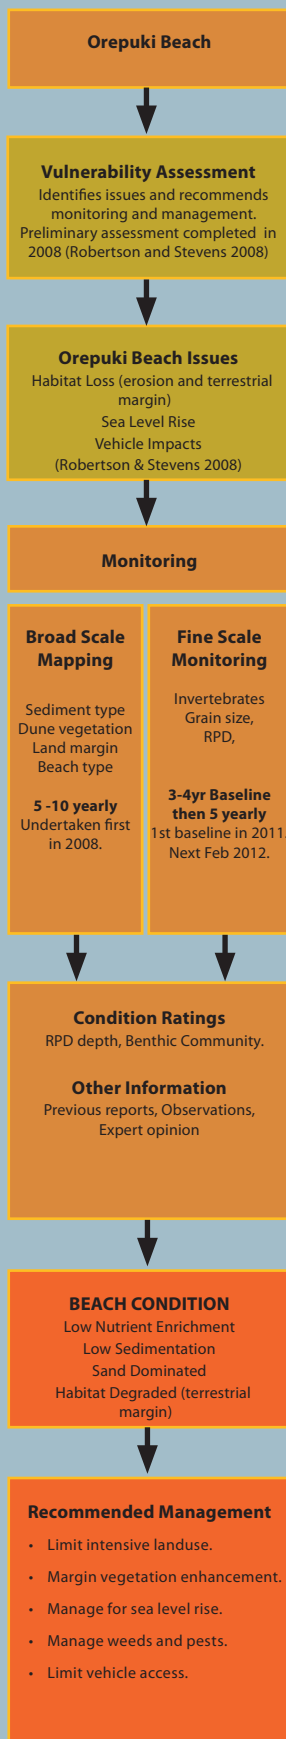 Orepuki Beach
Vulnerability Assessment
Identifies issues and recommends
monitoring and management.
Preliminary assessment completed in
2008 (Robertson and Stevens 2008)
Orepuki Beach Issues
Habitat Loss (erosion and terrestrial
margin)
Sea Level Rise
Vehicle Impacts
(Robertson & Stevens 2008)
Monitoring
Broad Scale
Mapping
Sediment type
Dune vegetation
Land margin
Beach type
5 -10 yearly
Undertaken first
in 2008.
Fine Scale
Monitoring
Invertebrates
Grain size,
RPD,
3-4yr Baseline
then 5 yearly
1st baseline in 2011.
Next Feb 2012.
Condition Ratings
RPD depth, Benthic Community.
Other Information
Previous reports, Observations,
Expert opinion
BEACH CONDITION
Low Nutrient Enrichment
Low Sedimentation
Sand Dominated
Habitat Degraded (terrestrial
margin)
Recommended Management
• Limit intensive landuse.
• Margin vegetation enhancement.
• Manage for sea level rise.
• Manage weeds and pests.
• Limit vehicle access.